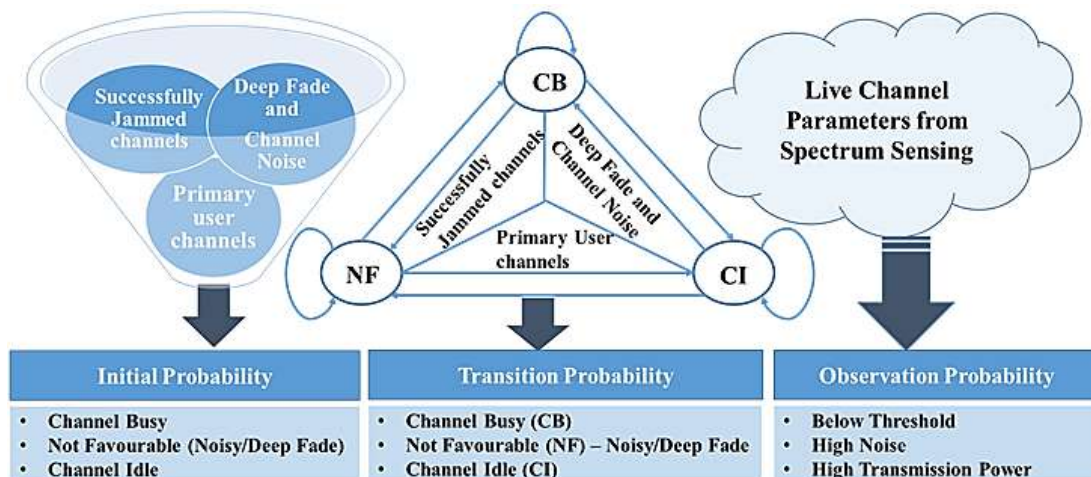 Successfully
Jammed
channels
Deep Fade
and
Channel
Noise
Primary
user
channels
CB
NF
CI
Successfully
Jammed channels
Deep Fade and
Channel Noise
Primary User
channels
Live Channel
Parameters from
Spectrum Sensing
Initial Probability
• Channel Busy
• Not Favourable (Noisy/Deep Fade)
• Channel Idle
Transition Probability
• Channel Busy (CB)
• Not Favourable (NF) – Noisy/Deep Fade
• Channel Idle (CI)
Observation Probability
• Below Threshold
• High Noise
• High Transmission Power